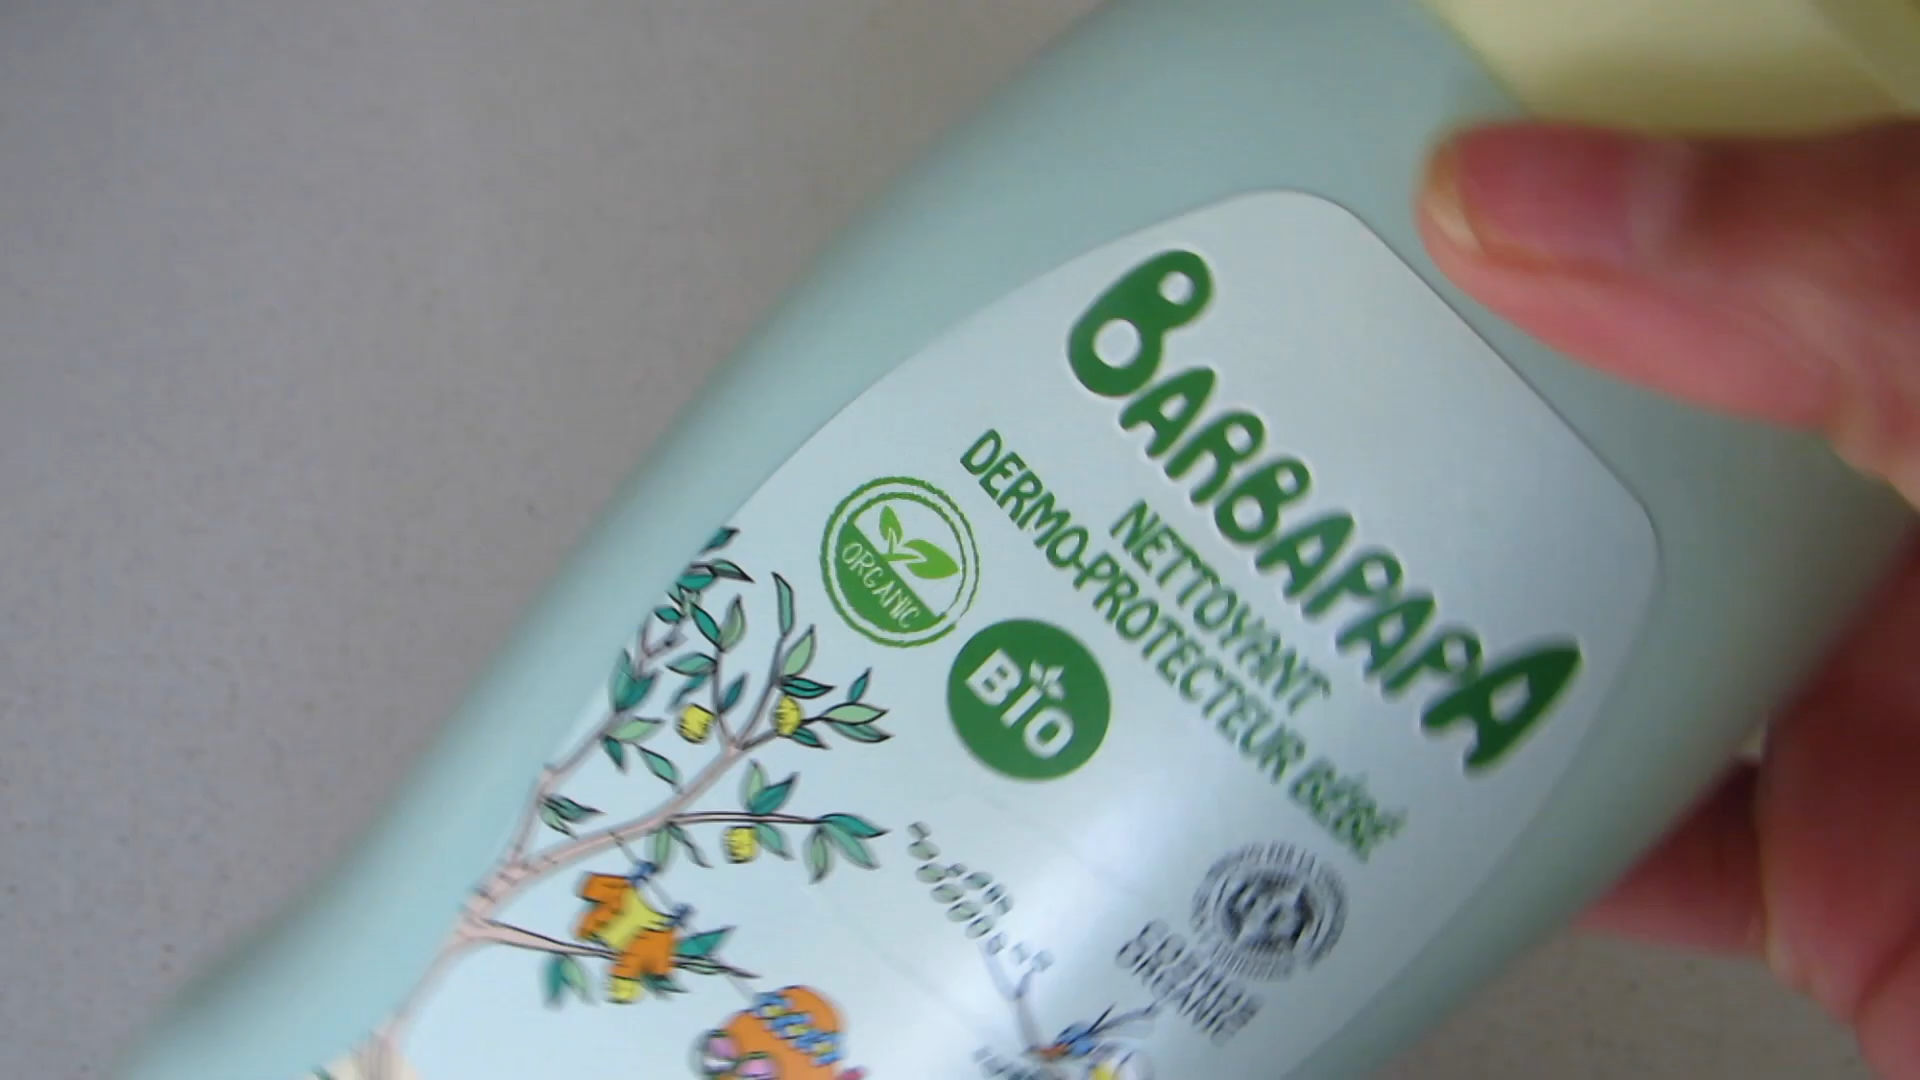 BARBAPAPA
NETTOYANT
DERMO-PROTECTEUR BÉBÉ
ORGANIC
BIO